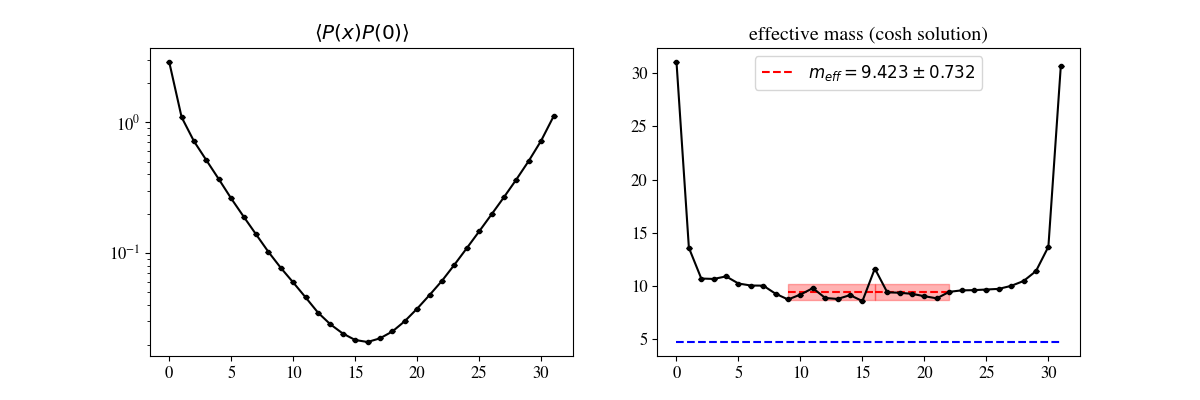 ⟨P(x)P(0)⟩
10⁰
10⁻¹
0 5 10 15 20 25 30
effective mass (cosh solution)
m_eff = 9.423 ± 0.732
30
25
20
15
10
5
0 5 10 15 20 25 30